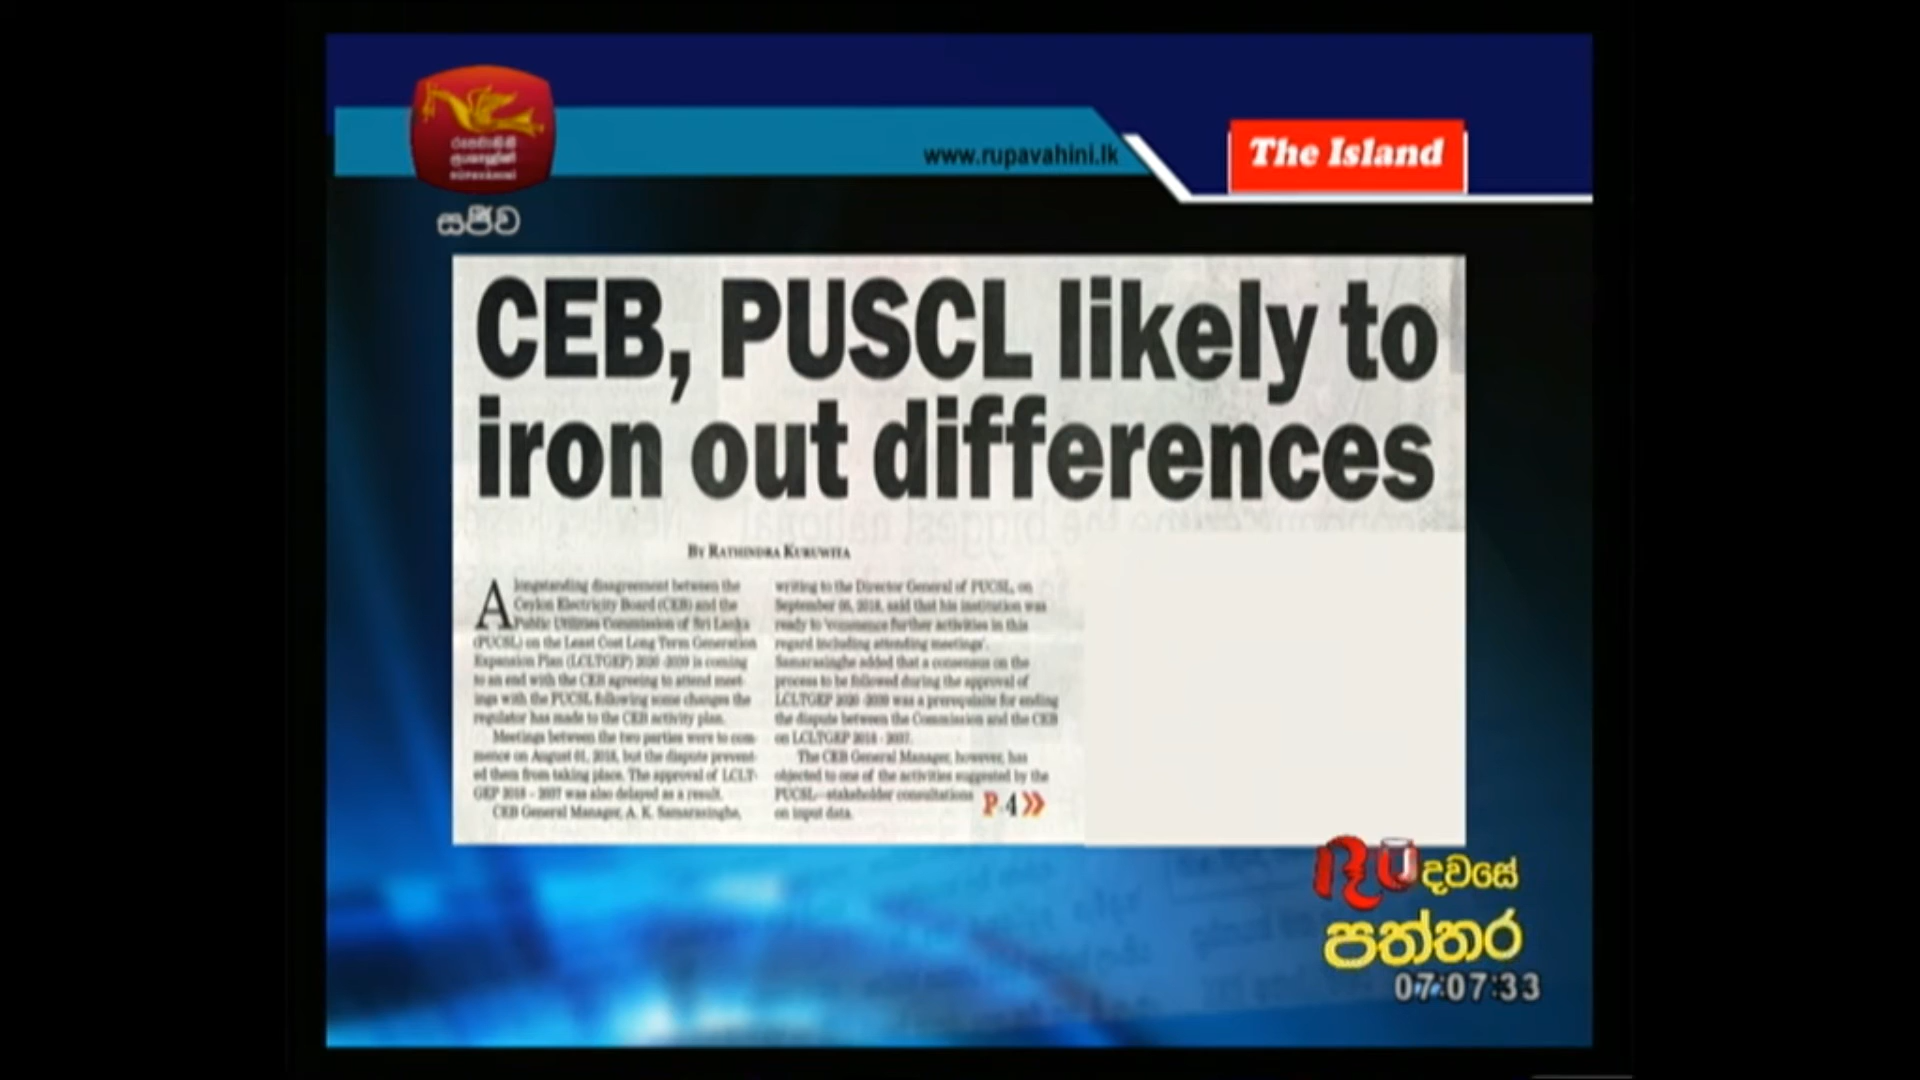 රූපවාහිනී
RUPAVAHINI
සජීව
www.rupavahini.lk
The Island
CEB, PUSCL likely to
iron out differences
BY RATHINDRA KURUWITA
A longstanding disagreement between the
Ceylon Electricity Board (CEB) and the
Public Utilities Commission of Sri Lanka
(PUCSL) on the Least Cost Long Term Generation
Expansion Plan (LCLTGEP) 2020 -2039 is coming
to an end with the CEB agreeing to attend meet-
ings with the PUCSL following some changes the
regulator has made to the CEB activity plan.
Meetings between the two parties were to com-
mence on August 01, 2018, but the dispute prevent-
ed them from taking place. The approval of LCLT-
GEP 2018 - 2037 was also delayed as a result.
CEB General Manager, A. K. Samarasinghe,
writing to the Director General of PUCSL, on
September 05, 2018, said that his institution was
ready to 'commence further activities in this
regard including attending meetings'.
Samarasinghe added that a consensus on the
process to be followed during the approval of
LCLTGEP 2020 -2039 was a prerequisite for ending
the dispute between the Commission and the CEB
on LCLTGEP 2018 - 2037.
The CEB General Manager, however, has
objected to one of the activities suggested by the
PUCSL—stakeholder consultations
on input data.
P 4
දවසේ
පත්තර
07:07:33